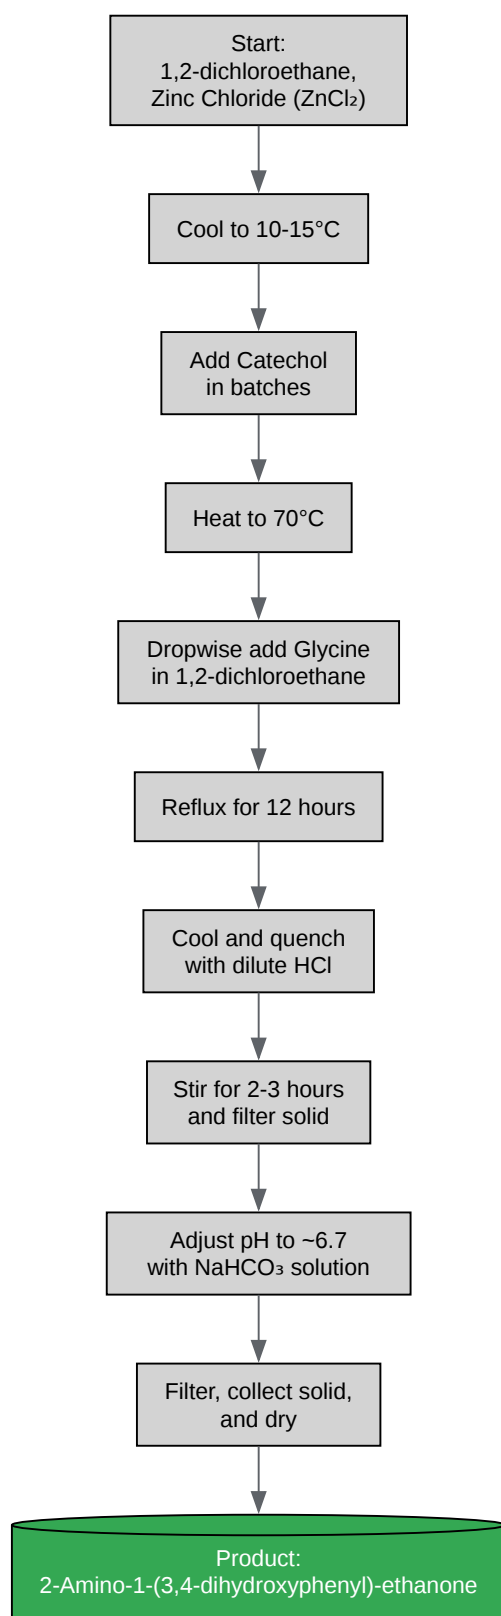 Start:
1,2-dichloroethane,
Zinc Chloride (ZnCl₂)
Cool to 10-15°C
Add Catechol
in batches
Heat to 70°C
Dropwise add Glycine
in 1,2-dichloroethane
Reflux for 12 hours
Cool and quench
with dilute HCl
Stir for 2-3 hours
and filter solid
Adjust pH to ~6.7
with NaHCO₃ solution
Filter, collect solid,
and dry
Product:
2-Amino-1-(3,4-dihydroxyphenyl)-ethanone